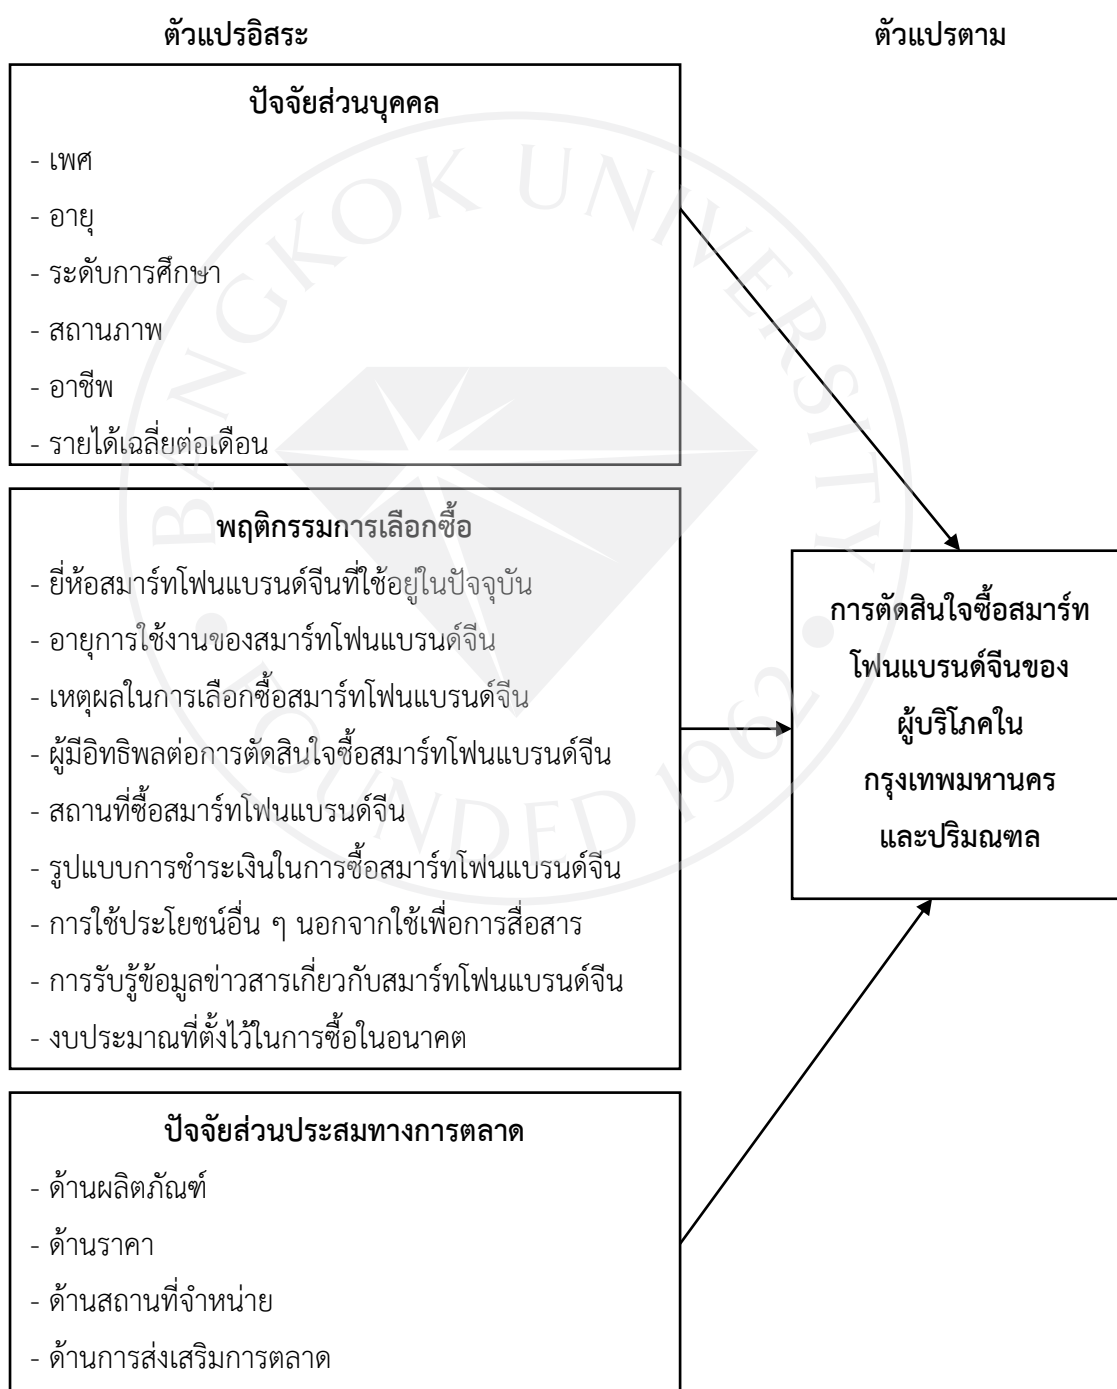 ตัวแปรอิสระ
ตัวแปรตาม
ปัจจัยส่วนบุคคล
- เพศ
- อายุ
- ระดับการศึกษา
- สถานภาพ
- อาชีพ
- รายได้เฉลี่ยต่อเดือน
พฤติกรรมการเลือกซื้อ
- ยี่ห้อสมาร์ทโฟนแบรนด์จีนที่ใช้อยู่ในปัจจุบัน
- อายุการใช้งานของสมาร์ทโฟนแบรนด์จีน
- เหตุผลในการเลือกซื้อสมาร์ทโฟนแบรนด์จีน
- ผู้มีอิทธิพลต่อการตัดสินใจซื้อสมาร์ทโฟนแบรนด์จีน
- สถานที่ซื้อสมาร์ทโฟนแบรนด์จีน
- รูปแบบการชำระเงินในการซื้อสมาร์ทโฟนแบรนด์จีน
- การใช้ประโยชน์อื่น ๆ นอกจากใช้เพื่อการสื่อสาร
- การรับรู้ข้อมูลข่าวสารเกี่ยวกับสมาร์ทโฟนแบรนด์จีน
- งบประมาณที่ตั้งไว้ในการซื้อในอนาคต
การตัดสินใจซื้อสมาร์ท
โฟนแบรนด์จีนของ
ผู้บริโภคใน
กรุงเทพมหานคร
และปริมณฑล
ปัจจัยส่วนประสมทางการตลาด
- ด้านผลิตภัณฑ์
- ด้านราคา
- ด้านสถานที่จำหน่าย
- ด้านการส่งเสริมการตลาด
BANGKOK UNIVERSITY
FOUNDED 1962